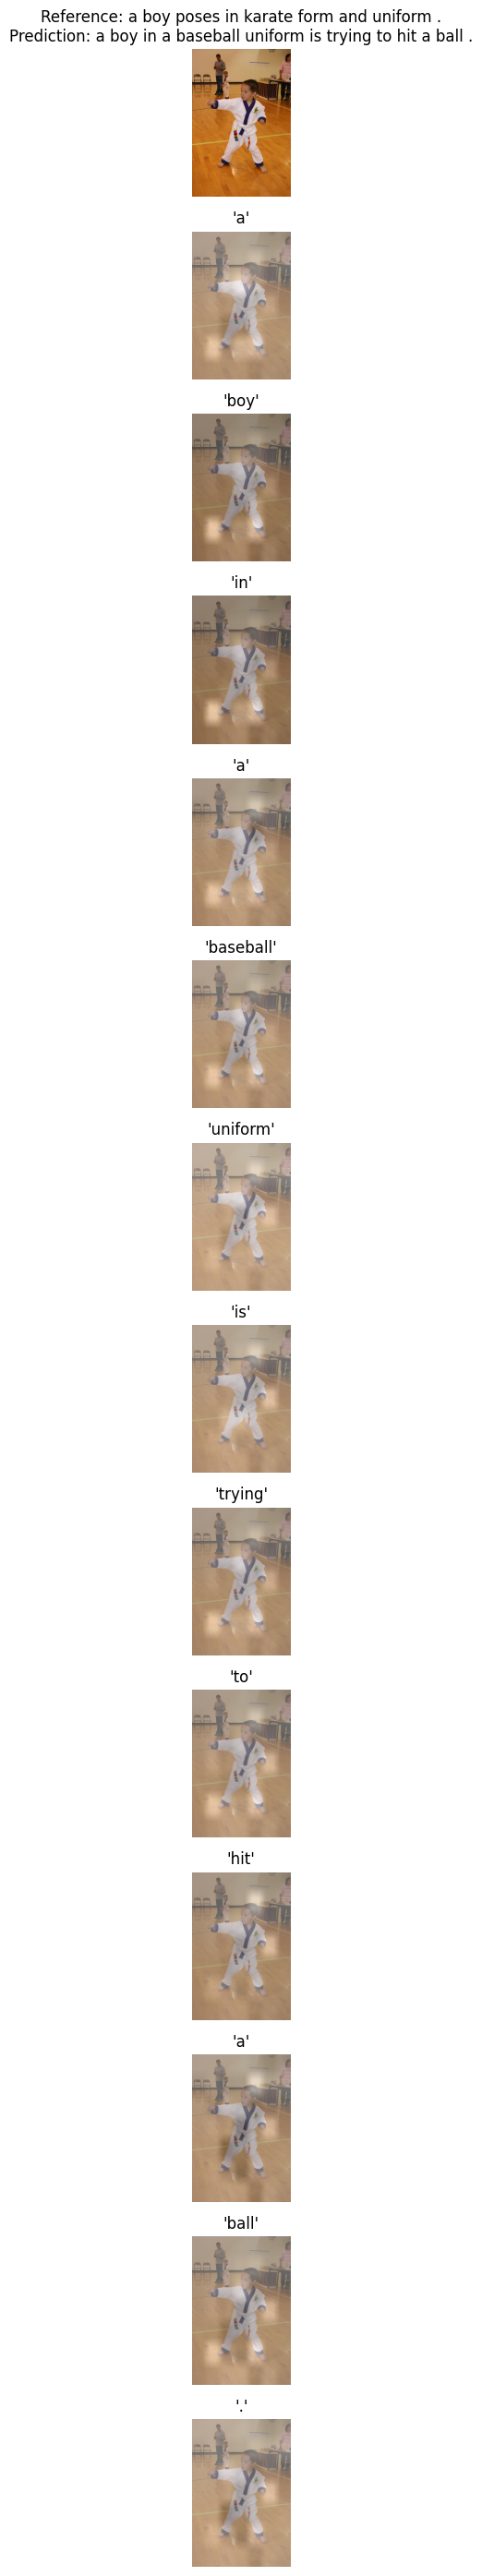 Reference: a boy poses in karate form and uniform .
Prediction: a boy in a baseball uniform is trying to hit a ball .
'a'
'boy'
'in'
'a'
'baseball'
'uniform'
'is'
'trying'
'to'
'hit'
'a'
'ball'
'.'